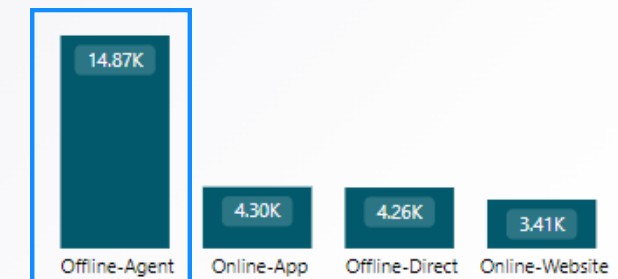 14.87K
4.30K
4.26K
3.41K
Offline-Agent Online-App Offline-Direct Online-Website